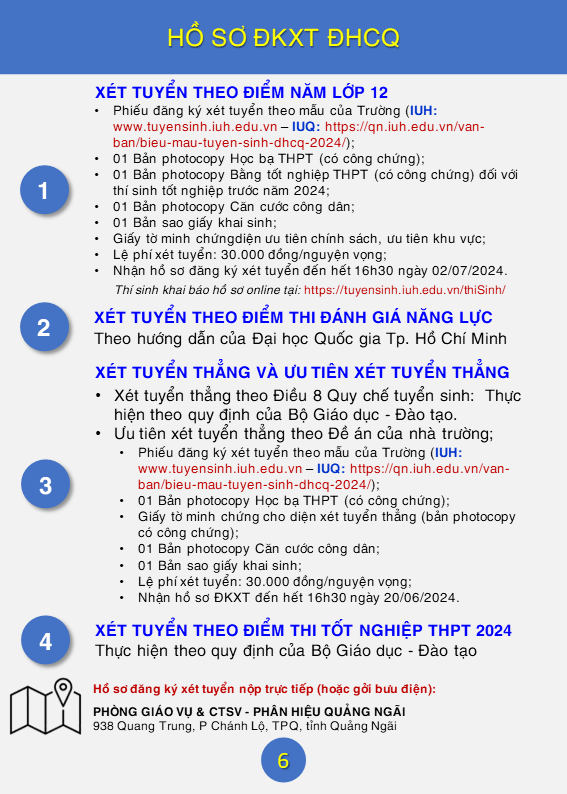 HỒ SƠ ĐKXT ĐHCQ
XÉT TUYỂN THEO ĐIỂM NĂM LỚP 12
• Phiếu đăng ký xét tuyển theo mẫu của Trường (IUH:
www.tuyensinh.iuh.edu.vn – IUQ: https://qn.iuh.edu.vn/van-
ban/bieu-mau-tuyen-sinh-dhcq-2024/);
• 01 Bản photocopy Học bạ THPT (có công chứng);
• 01 Bản photocopy Bằng tốt nghiệp THPT (có công chứng) đối với
thí sinh tốt nghiệp trước năm 2024;
• 01 Bản photocopy Căn cước công dân;
• 01 Bản sao giấy khai sinh;
• Giấy tờ minh chứngdiện ưu tiên chính sách, ưu tiên khu vực;
• Lệ phí xét tuyển: 30.000 đồng/nguyện vọng;
• Nhận hồ sơ đăng ký xét tuyển đến hết 16h30 ngày 02/07/2024.
Thí sinh khai báo hồ sơ online tại: https://tuyensinh.iuh.edu.vn/thiSinh/
1
XÉT TUYỂN THEO ĐIỂM THI ĐÁNH GIÁ NĂNG LỰC
Theo hướng dẫn của Đại học Quốc gia Tp. Hồ Chí Minh
2
XÉT TUYỂN THẲNG VÀ ƯU TIÊN XÉT TUYỂN THẲNG
• Xét tuyển thẳng theo Điều 8 Quy chế tuyển sinh: Thực
hiện theo quy định của Bộ Giáo dục - Đào tạo.
• Ưu tiên xét tuyển thẳng theo Đề án của nhà trường;
• Phiếu đăng ký xét tuyển theo mẫu của Trường (IUH:
www.tuyensinh.iuh.edu.vn – IUQ: https://qn.iuh.edu.vn/van-
ban/bieu-mau-tuyen-sinh-dhcq-2024/);
• 01 Bản photocopy Học bạ THPT (có công chứng);
• Giấy tờ minh chứng cho diện xét tuyển thẳng (bản photocopy
có công chứng);
• 01 Bản photocopy Căn cước công dân;
• 01 Bản sao giấy khai sinh;
• Lệ phí xét tuyển: 30.000 đồng/nguyện vọng;
• Nhận hồ sơ ĐKXT đến hết 16h30 ngày 20/06/2024.
3
XÉT TUYỂN THEO ĐIỂM THI TỐT NGHIỆP THPT 2024
Thực hiện theo quy định của Bộ Giáo dục - Đào tạo
4
Hồ sơ đăng ký xét tuyển nộp trực tiếp (hoặc gởi bưu điện):
PHÒNG GIÁO VỤ & CTSV - PHÂN HIỆU QUẢNG NGÃI
938 Quang Trung, P Chánh Lộ, TPQ, tỉnh Quảng Ngãi
6